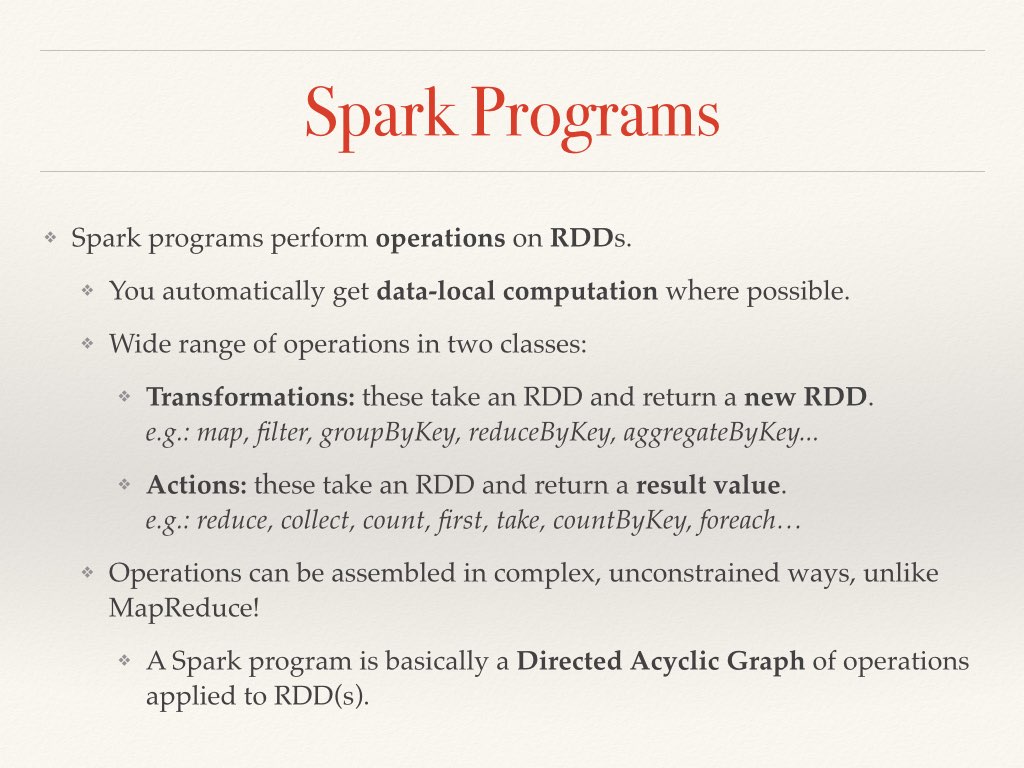 Spark Programs
❖ Spark programs perform operations on RDDs.
❖ You automatically get data-local computation where possible.
❖ Wide range of operations in two classes:
❖ Transformations: these take an RDD and return a new RDD.
e.g.: map, filter, groupByKey, reduceByKey, aggregateByKey...
❖ Actions: these take an RDD and return a result value.
e.g.: reduce, collect, count, first, take, countByKey, foreach…
❖ Operations can be assembled in complex, unconstrained ways, unlike
MapReduce!
❖ A Spark program is basically a Directed Acyclic Graph of operations
applied to RDD(s).